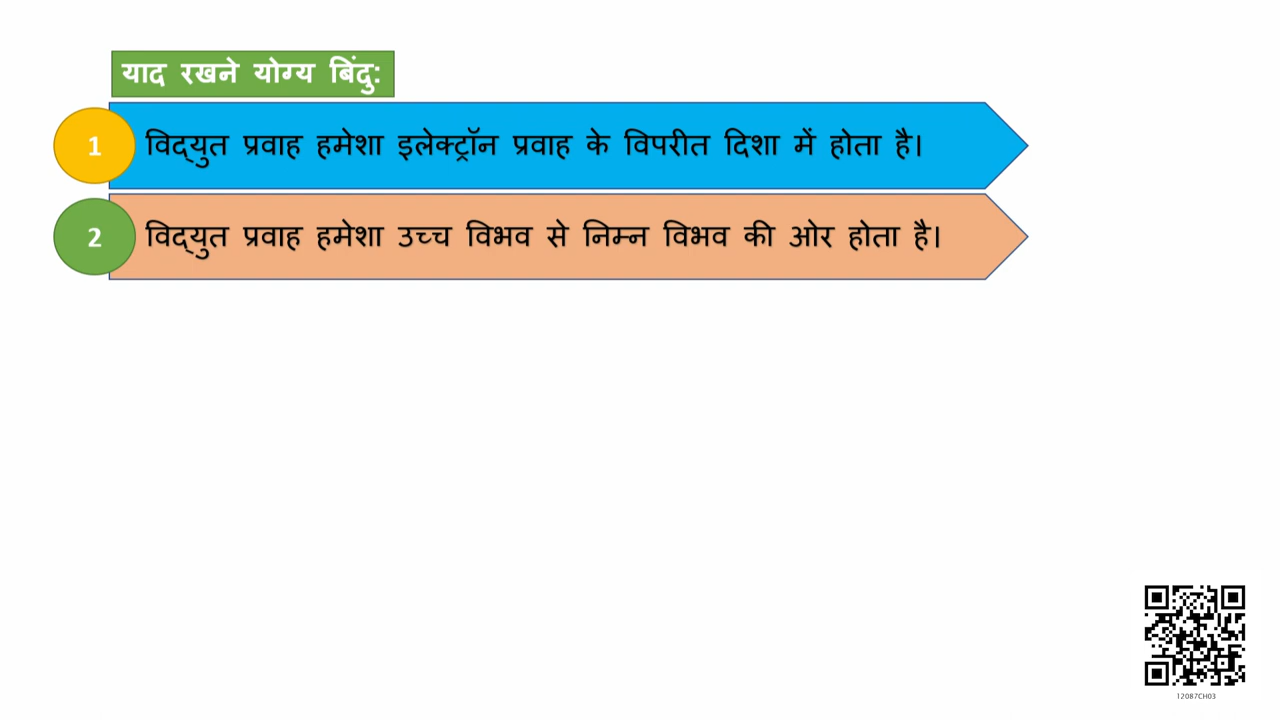 याद रखने योग्य बिंदु:
1 विद्युत प्रवाह हमेशा इलेक्ट्रॉन प्रवाह के विपरीत दिशा में होता है।
2 विद्युत प्रवाह हमेशा उच्च विभव से निम्न विभव की ओर होता है।
12087CH03